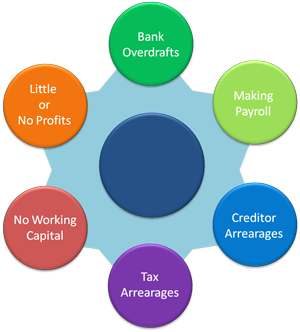 Bank
Overdrafts
Making
Payroll
Creditor
Arrearages
Tax
Arrearages
No Working
Capital
Little
or
No Profits